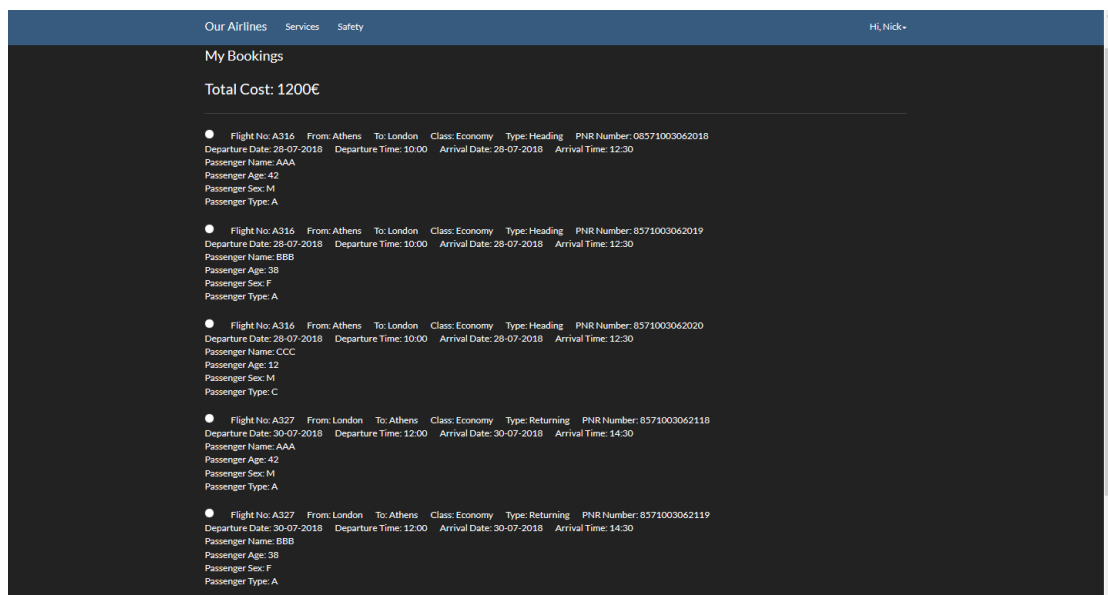 Our Airlines Services Safety Hi, Nick
My Bookings
Total Cost: 1200€
Flight No: A316 From: Athens To: London Class: Economy Type: Heading PNR Number: 08571003062018
Departure Date: 28-07-2018 Departure Time: 10:00 Arrival Date: 28-07-2018 Arrival Time: 12:30
Passenger Name: AAA
Passenger Age: 42
Passenger Sex: M
Passenger Type: A
Flight No: A316 From: Athens To: London Class: Economy Type: Heading PNR Number: 8571003062019
Departure Date: 28-07-2018 Departure Time: 10:00 Arrival Date: 28-07-2018 Arrival Time: 12:30
Passenger Name: BBB
Passenger Age: 38
Passenger Sex: F
Passenger Type: A
Flight No: A316 From: Athens To: London Class: Economy Type: Heading PNR Number: 8571003062020
Departure Date: 28-07-2018 Departure Time: 10:00 Arrival Date: 28-07-2018 Arrival Time: 12:30
Passenger Name: CCC
Passenger Age: 12
Passenger Sex: M
Passenger Type: C
Flight No: A327 From: London To: Athens Class: Economy Type: Returning PNR Number: 8571003062118
Departure Date: 30-07-2018 Departure Time: 12:00 Arrival Date: 30-07-2018 Arrival Time: 14:30
Passenger Name: AAA
Passenger Age: 42
Passenger Sex: M
Passenger Type: A
Flight No: A327 From: London To: Athens Class: Economy Type: Returning PNR Number: 8571003062119
Departure Date: 30-07-2018 Departure Time: 12:00 Arrival Date: 30-07-2018 Arrival Time: 14:30
Passenger Name: BBB
Passenger Age: 38
Passenger Sex: F
Passenger Type: A